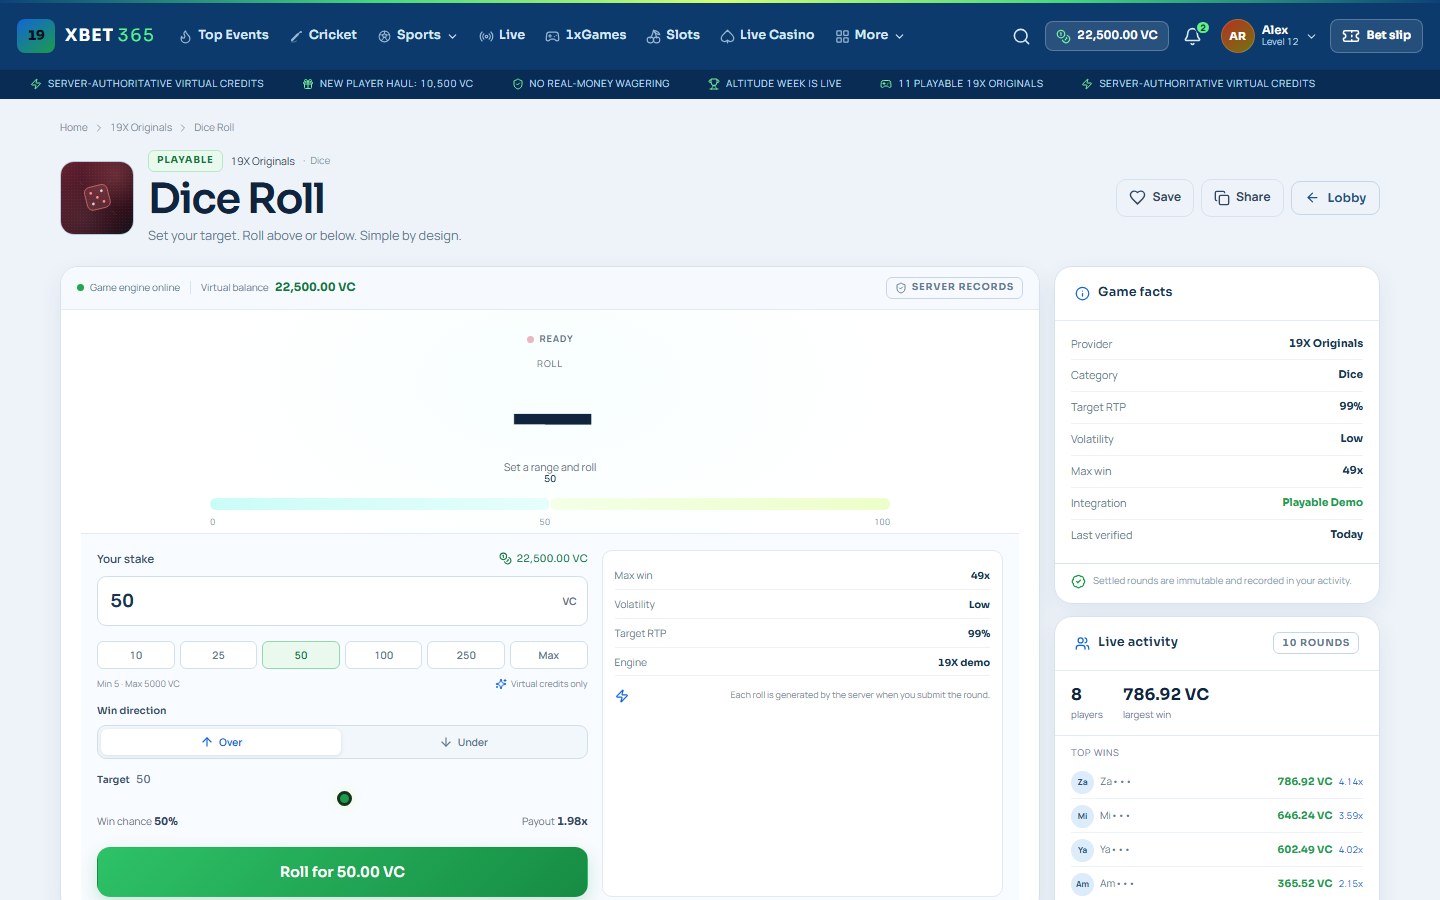 19 XBET 365 Top Events Cricket Sports Live 1xGames Slots Live Casino More 22,500.00 VC 2 AR Alex Level 12 Bet slip
SERVER-AUTHORITATIVE VIRTUAL CREDITS NEW PLAYER HAUL: 10,500 VC NO REAL-MONEY WAGERING ALTITUDE WEEK IS LIVE 11 PLAYABLE 19X ORIGINALS SERVER-AUTHORITATIVE VIRTUAL CREDITS
Home 19X Originals Dice Roll
PLAYABLE 19X Originals · Dice
Dice Roll
Set your target. Roll above or below. Simple by design.
Save Share Lobby
Game engine online Virtual balance 22,500.00 VC SERVER RECORDS
READY
ROLL
—
Set a range and roll
50
0 50 100
Your stake 22,500.00 VC
50 VC
10 25 50 100 250 Max
Min 5 · Max 5000 VC Virtual credits only
Win direction
Over Under
Target 50
Win chance 50% Payout 1.98x
Roll for 50.00 VC
Max win 49x
Volatility Low
Target RTP 99%
Engine 19X demo
Each roll is generated by the server when you submit the round.
Game facts
Provider 19X Originals
Category Dice
Target RTP 99%
Volatility Low
Max win 49x
Integration Playable Demo
Last verified Today
Settled rounds are immutable and recorded in your activity.
Live activity 10 ROUNDS
8 players 786.92 VC largest win
TOP WINS
Za Za••• 786.92 VC 4.14x
Mi Mi••• 646.24 VC 3.59x
Ya Ya••• 602.49 VC 4.02x
Am Am••• 365.52 VC 2.15x